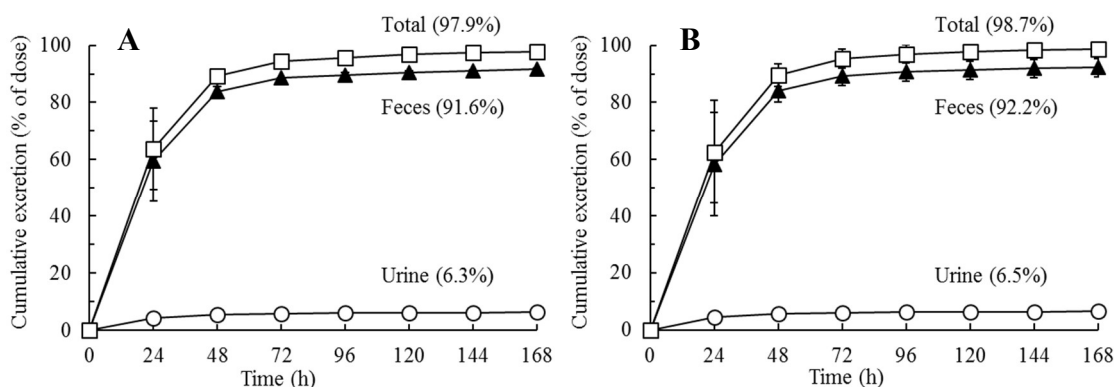 A
Total (97.9%)
Feces (91.6%)
Urine (6.3%)
Cumulative excretion (% of dose)
100
80
60
40
20
0
0 24 48 72 96 120 144 168
Time (h)
B
Total (98.7%)
Feces (92.2%)
Urine (6.5%)
Cumulative excretion (% of dose)
100
80
60
40
20
0
0 24 48 72 96 120 144 168
Time (h)